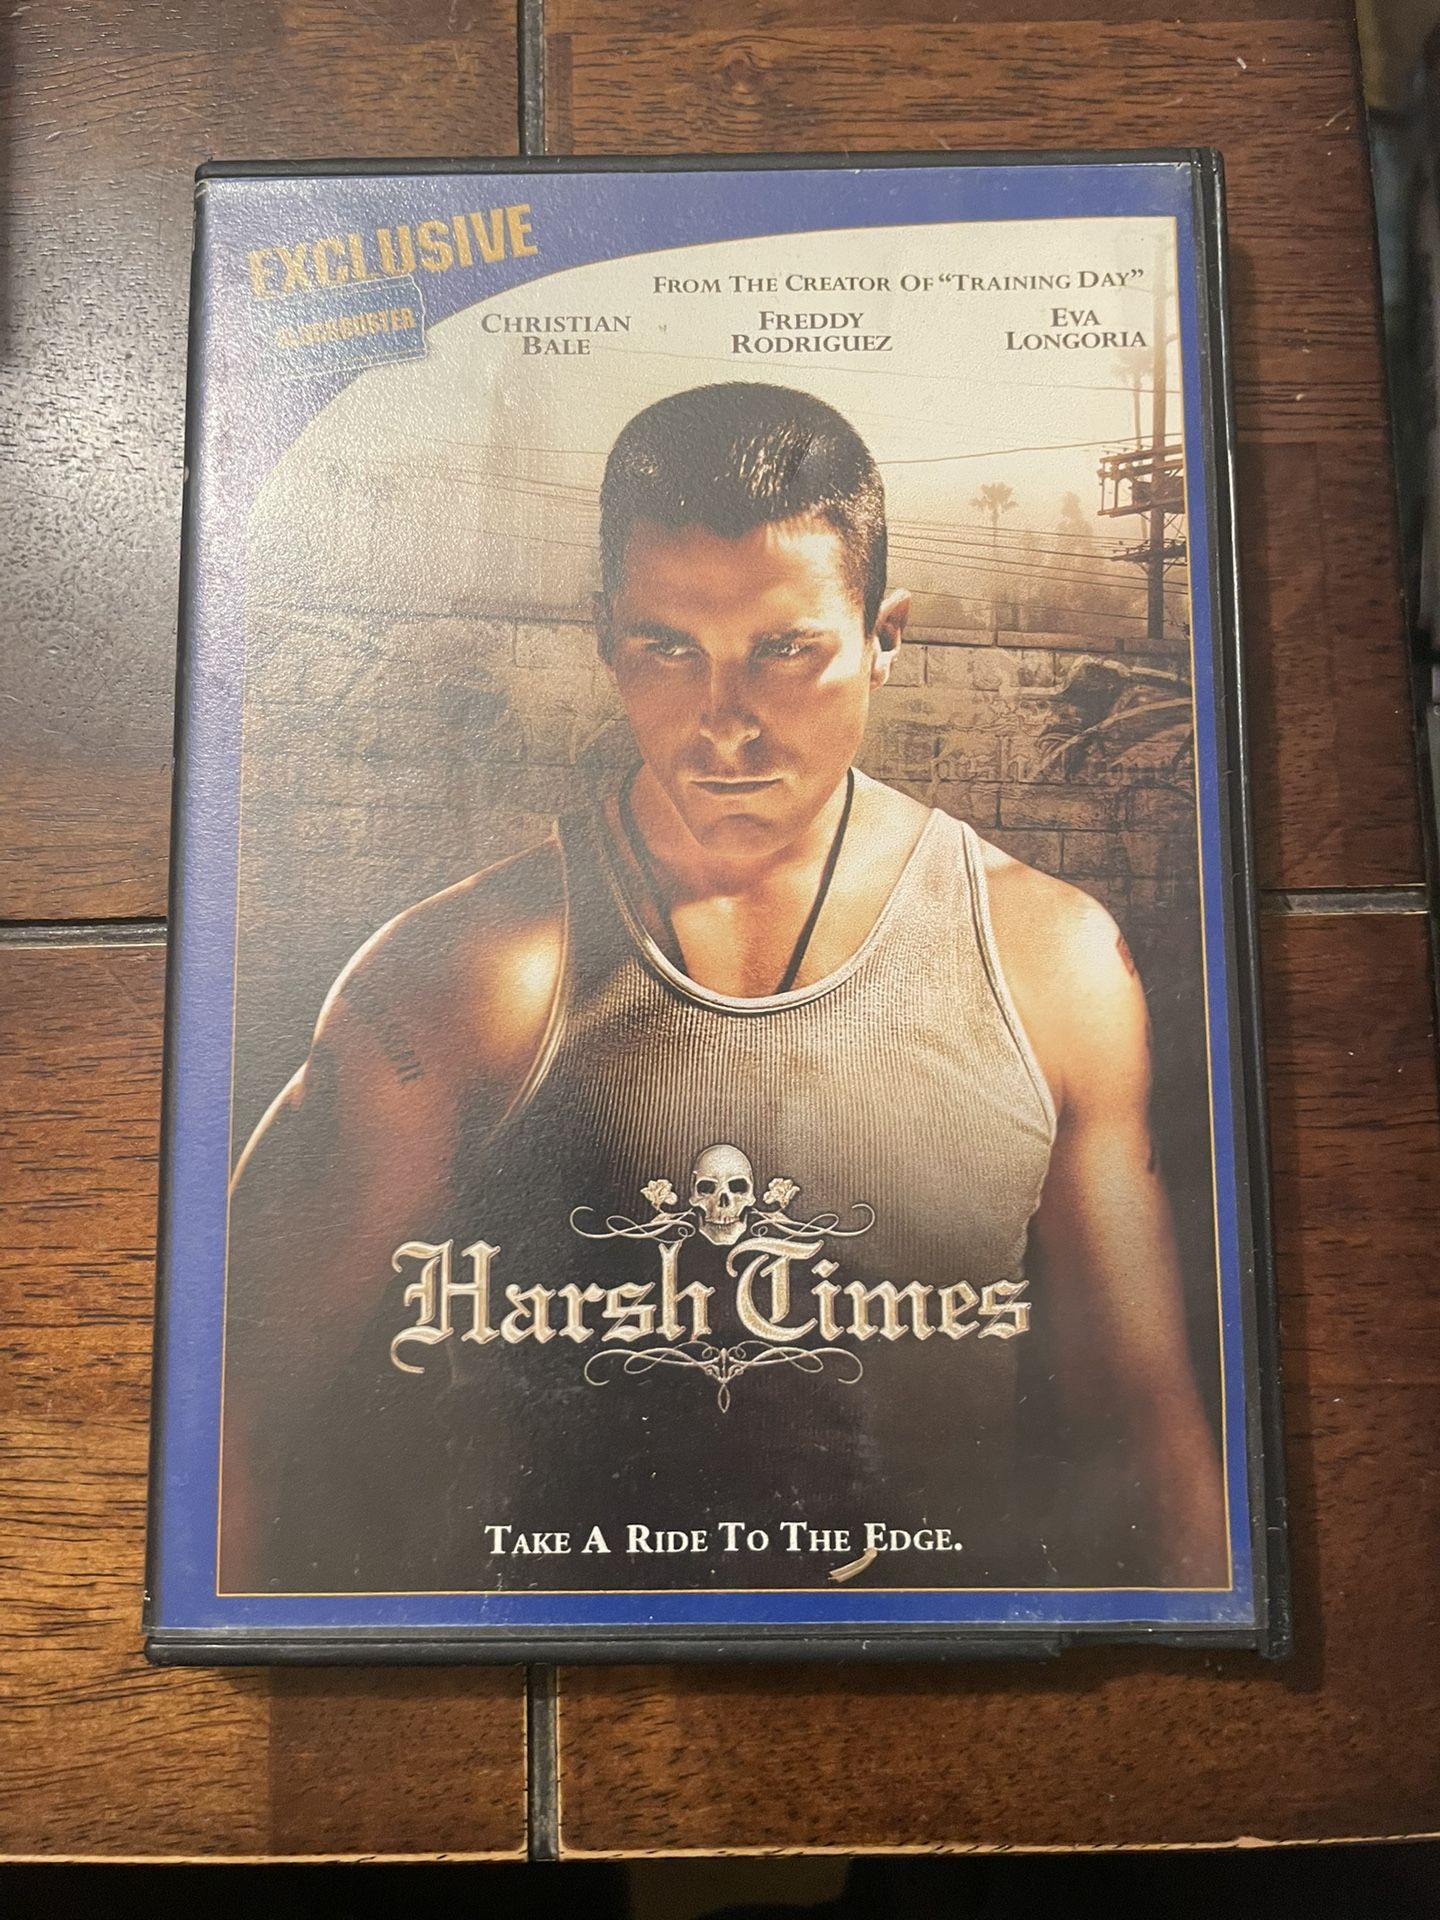 EXCLUSIVE
BLOCKBUSTER
FROM THE CREATOR OF "TRAINING DAY"
CHRISTIAN BALE
FREDDY RODRIGUEZ
EVA LONGORIA
Harsh Times
TAKE A RIDE TO THE EDGE.